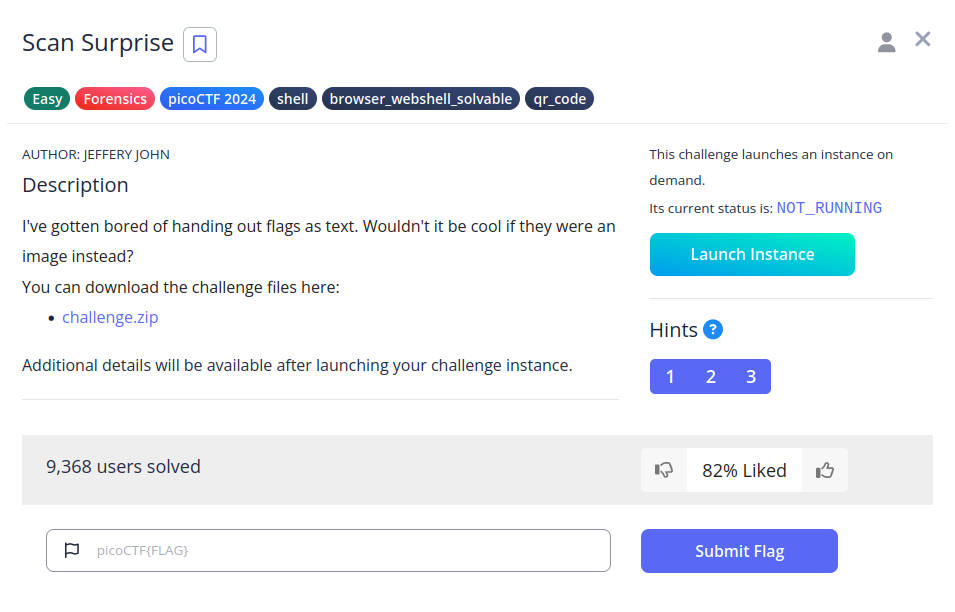 Scan Surprise
Easy Forensics picoCTF 2024 shell browser_webshell_solvable qr_code
AUTHOR: JEFFERY JOHN
Description
I've gotten bored of handing out flags as text. Wouldn't it be cool if they were an
image instead?
You can download the challenge files here:
• challenge.zip
Additional details will be available after launching your challenge instance.
This challenge launches an instance on
demand.
Its current status is: NOT_RUNNING
Launch Instance
Hints ?
1 2 3
9,368 users solved
82% Liked
picoCTF{FLAG}
Submit Flag